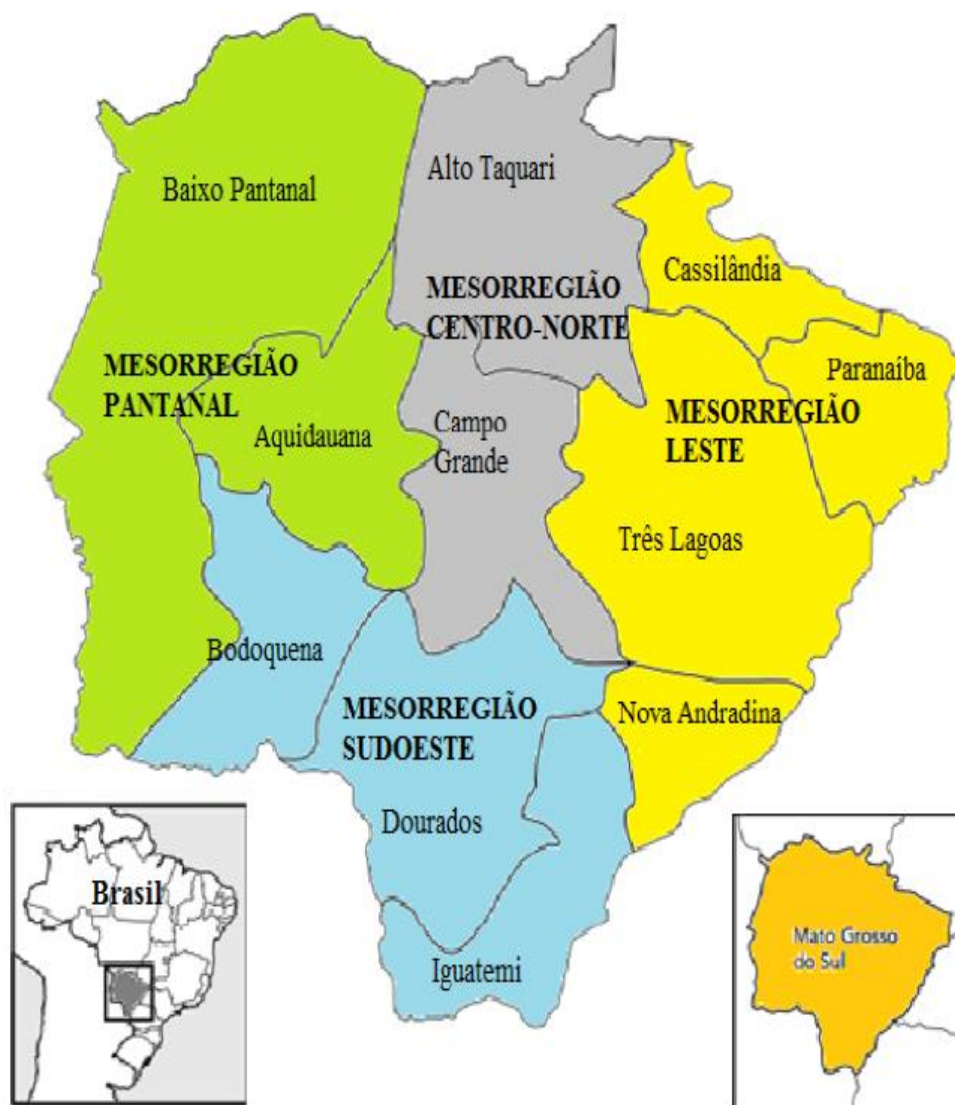 Baixo Pantanal
Alto Taquari
Cassilândia
MESORREGIÃO
CENTRO-NORTE
MESORREGIÃO
PANTANAL
Paranaíba
MESORREGIÃO
LESTE
Aquidauana
Campo
Grande
Três Lagoas
Bodoquena
MESORREGIÃO
SUDOESTE
Nova Andradina
Dourados
Iguatemi
Brasil
Mato Grosso
do Sul